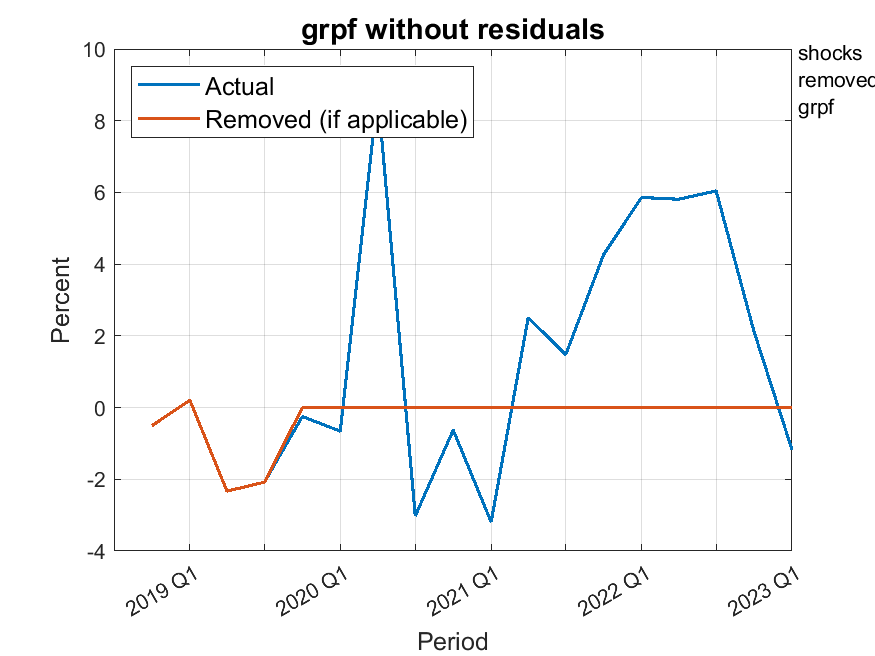 grpf without residuals
shocks
removed
grpf
Actual
Removed (if applicable)
10
8
6
4
2
0
-2
-4
Percent
2019 Q1
2020 Q1
2021 Q1
2022 Q1
2023 Q1
Period